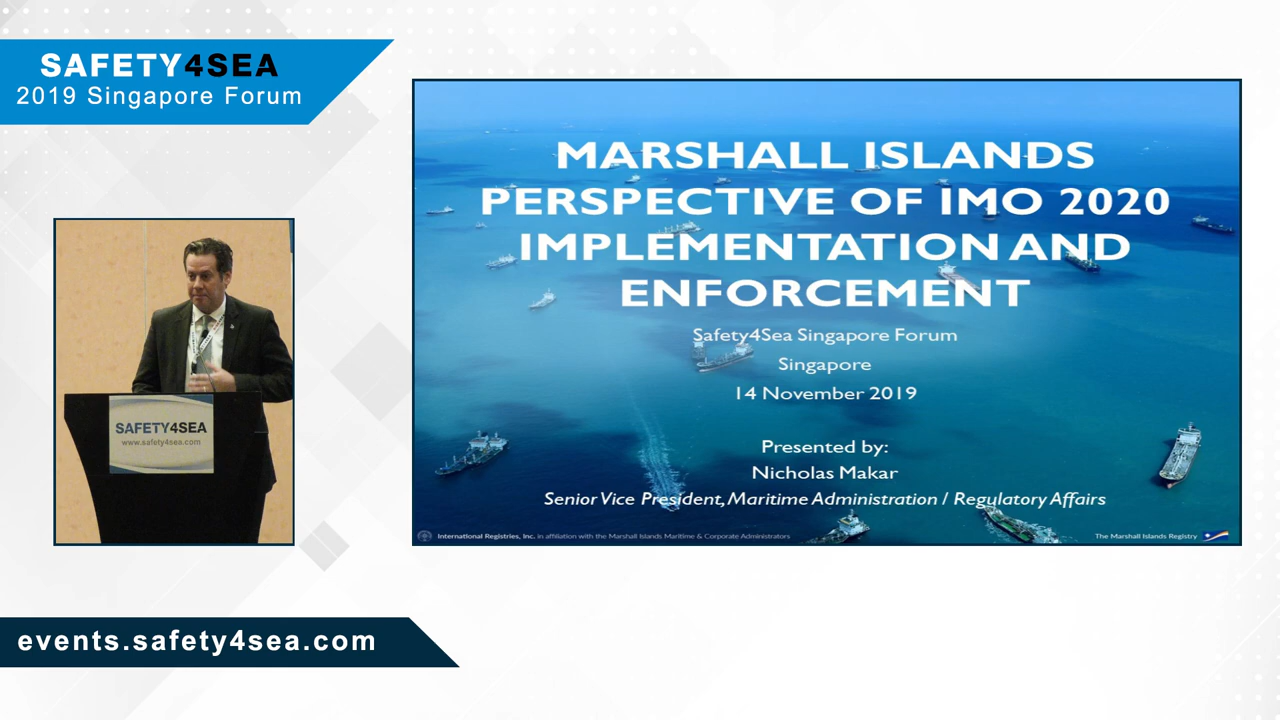 SAFETY4SEA
2019 Singapore Forum
MARSHALL ISLANDS
PERSPECTIVE OF IMO 2020
IMPLEMENTATION AND
ENFORCEMENT
Safety4Sea Singapore Forum
Singapore
14 November 2019
Presented by:
Nicholas Makar
Senior Vice President, Maritime Administration / Regulatory Affairs
International Registries, Inc. in affiliation with the Marshall Islands Maritime & Corporate Administrators
The Marshall Islands Registry
SAFETY4SEA
www.safety4sea.com
events.safety4sea.com